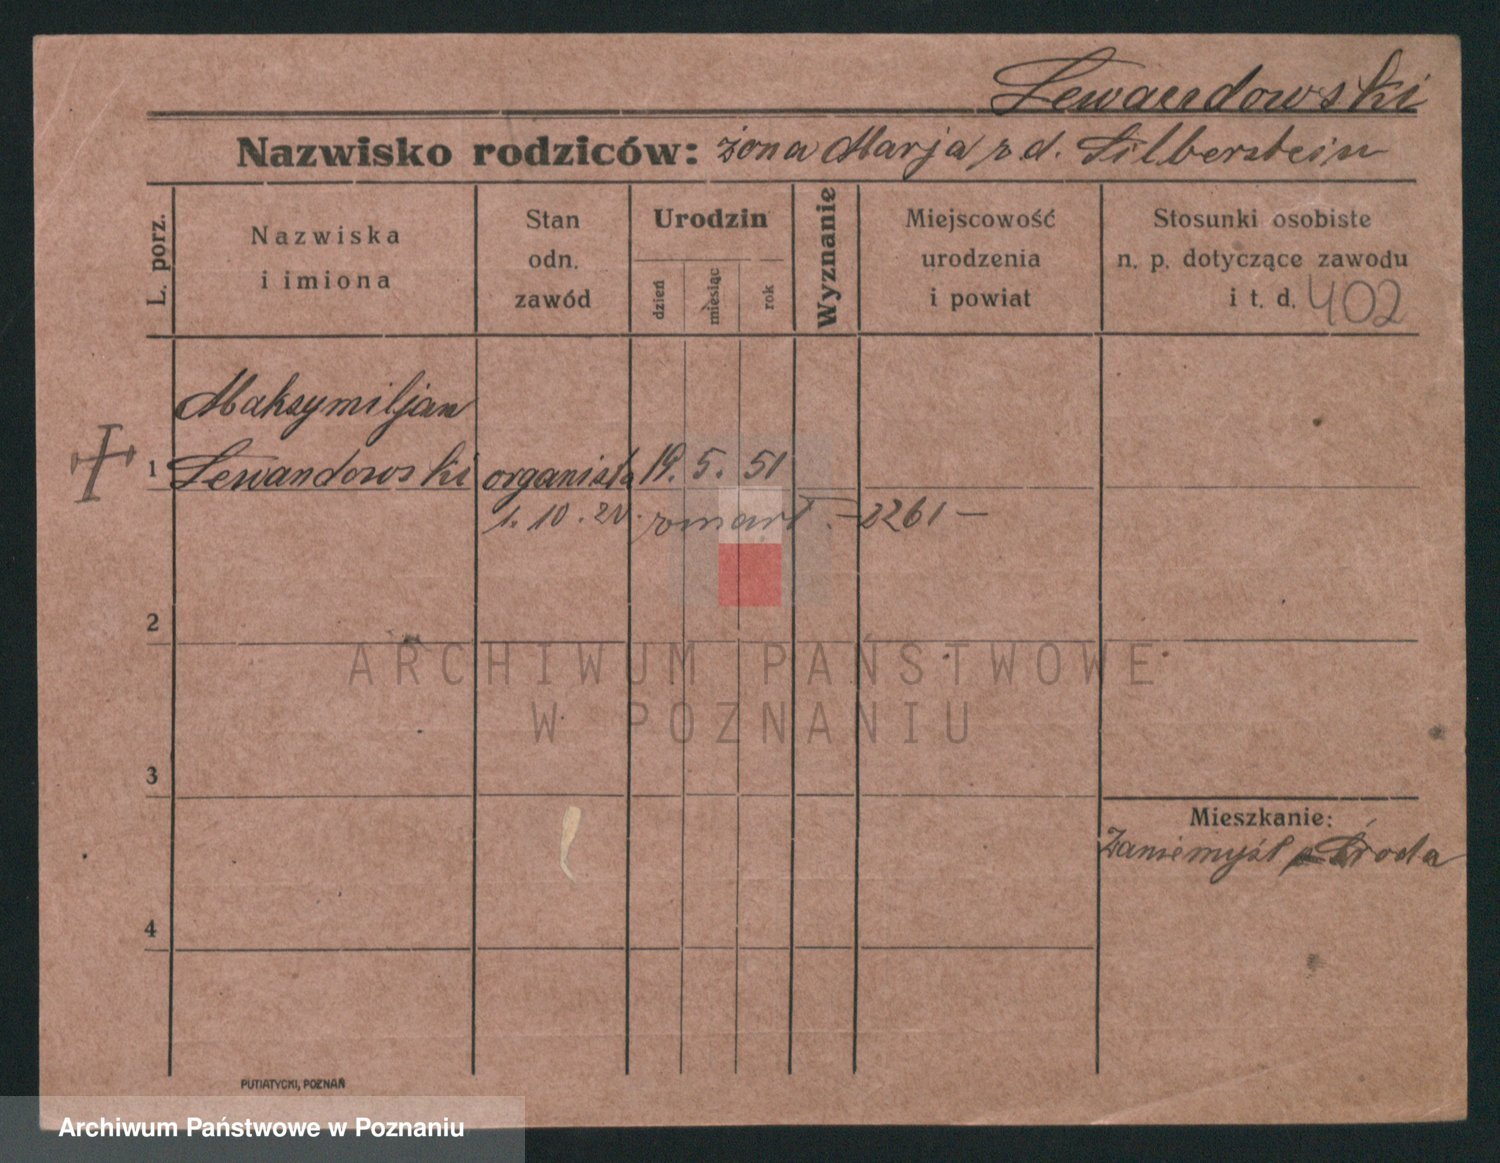 Lewandowski
Nazwisko rodziców: żona Marja z d. Silberstein
L. porz.
Nazwiska
i imiona
Stan
odn.
zawód
Urodzin
dzień
miesiąc
rok
Wyznanie
Miejscowość
urodzenia
i powiat
Stosunki osobiste
n. p. dotyczące zawodu
i t. d. 402
Maksymiljan
1 Lewandowski organista 19. 5. 51
1. 10. zmarł. – 2261 –
2
ARCHIWUM PAŃSTWOWE
W POZNANIU
3
Mieszkanie:
Zaniemyśl Środa
4
PUTIATYCKI, POZNAŃ
Archiwum Państwowe w Poznaniu